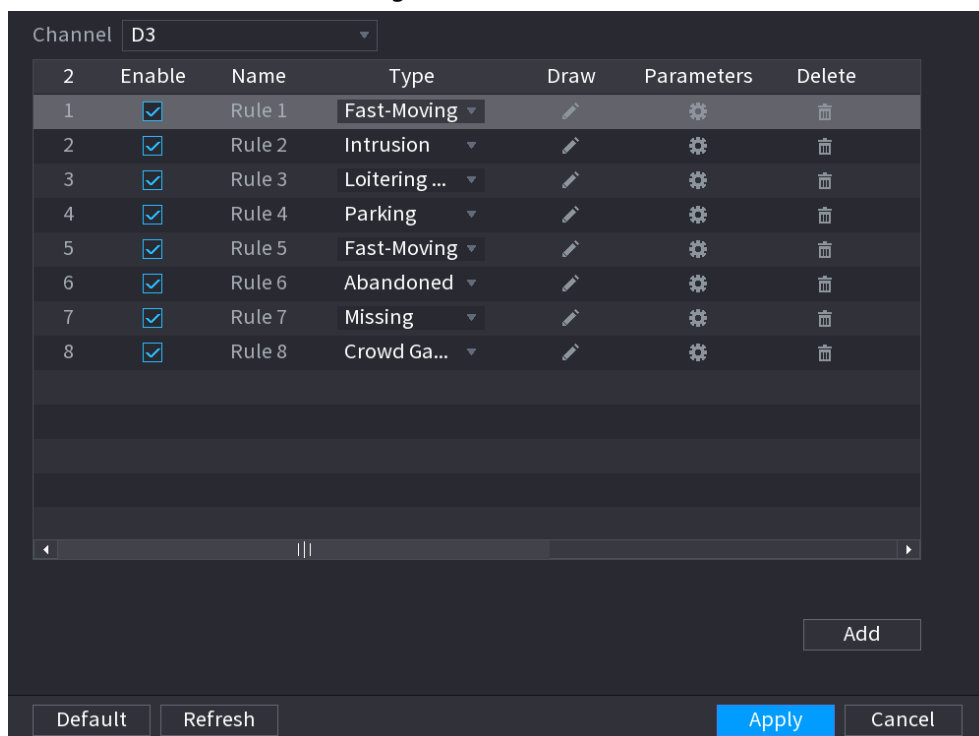 Channel D3
2 Enable Name Type Draw Parameters Delete
1 Rule 1 Fast-Moving
2 Rule 2 Intrusion
3 Rule 3 Loitering ...
4 Rule 4 Parking
5 Rule 5 Fast-Moving
6 Rule 6 Abandoned
7 Rule 7 Missing
8 Rule 8 Crowd Ga...
Add
Default Refresh Apply Cancel